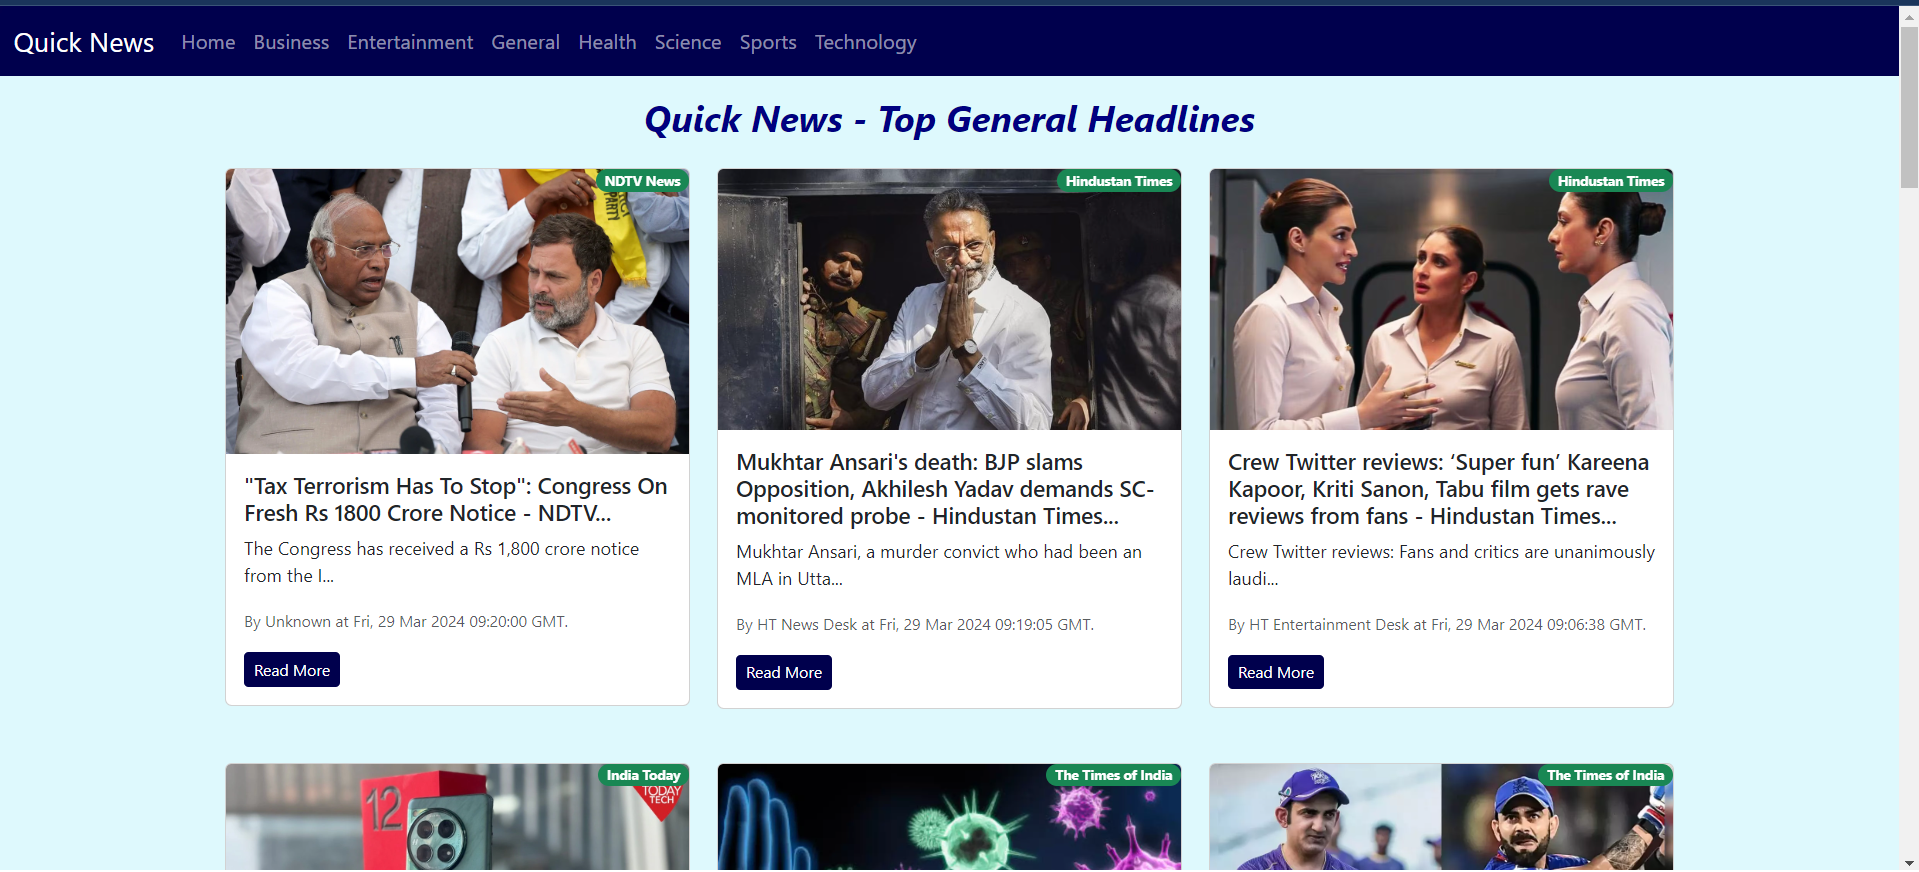 Quick News Home Business Entertainment General Health Science Sports Technology
Quick News - Top General Headlines
NDTV News
PARTY
"Tax Terrorism Has To Stop": Congress On
Fresh Rs 1800 Crore Notice - NDTV...
The Congress has received a Rs 1,800 crore notice
from the I...
By Unknown at Fri, 29 Mar 2024 09:20:00 GMT.
Read More
Hindustan Times
Mukhtar Ansari's death: BJP slams
Opposition, Akhilesh Yadav demands SC-
monitored probe - Hindustan Times...
Mukhtar Ansari, a murder convict who had been an
MLA in Utta...
By HT News Desk at Fri, 29 Mar 2024 09:19:05 GMT.
Read More
Hindustan Times
Crew Twitter reviews: ‘Super fun’ Kareena
Kapoor, Kriti Sanon, Tabu film gets rave
reviews from fans - Hindustan Times...
Crew Twitter reviews: Fans and critics are unanimously
laudi...
By HT Entertainment Desk at Fri, 29 Mar 2024 09:06:38 GMT.
Read More
India Today
TODAY
TECH
12
The Times of India
The Times of India